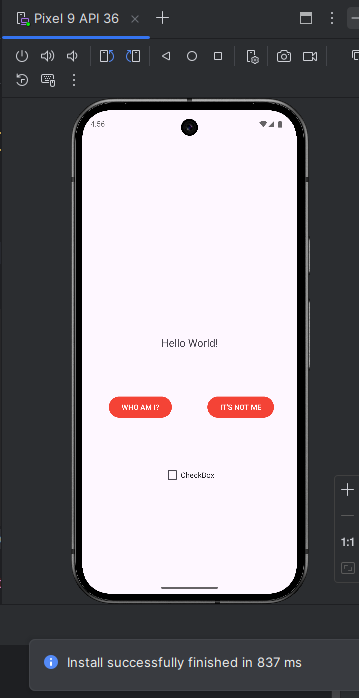 Pixel 9 API 36
4:56
Hello World!
WHO AM I?
IT'S NOT ME
CheckBox
1:1
Install successfully finished in 837 ms